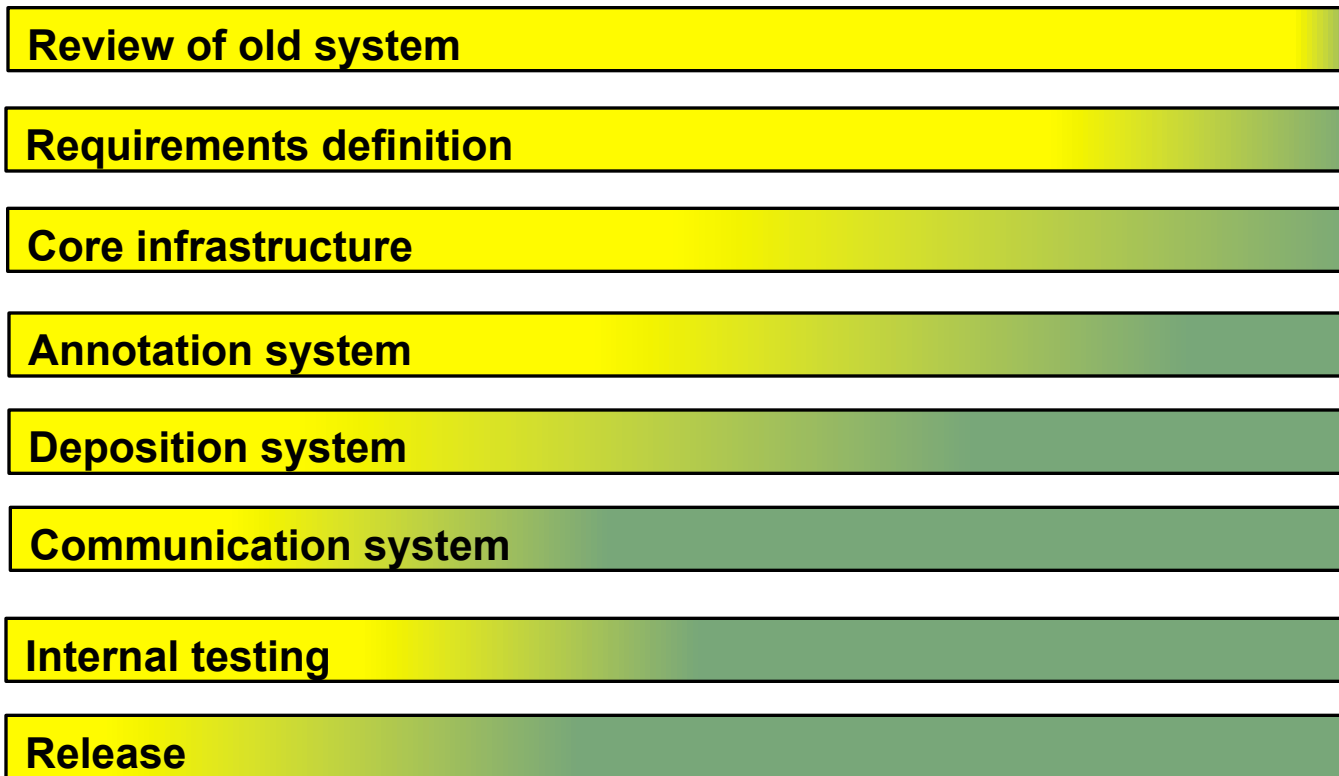 Review of old system
Requirements definition
Core infrastructure
Annotation system
Deposition system
Communication system
Internal testing
Release